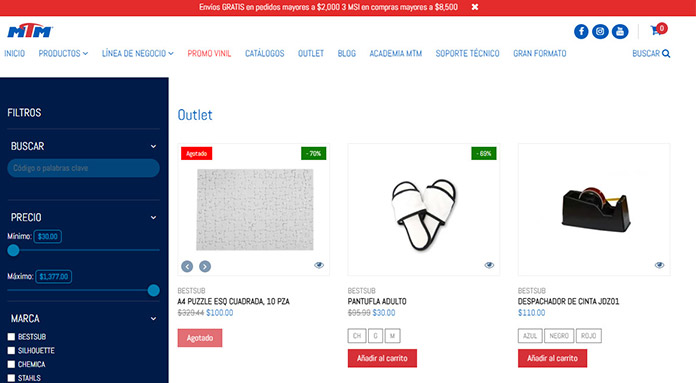 Envíos GRATIS en pedidos mayores a $2,000 3 MSI en compras mayores a $8,500 ✖
MTM
0
INICIO PRODUCTOS LÍNEA DE NEGOCIO PROMO VINIL CATÁLOGOS OUTLET BLOG ACADEMIA MTM SOPORTE TÉCNICO GRAN FORMATO BUSCAR
FILTROS
BUSCAR
Código o palabras clave
PRECIO
Mínimo: $30.00
Máximo: $1,377.00
MARCA
BESTSUB
SILHOUETTE
CHEMICA
STAHLS
Outlet
Agotado - 70%
BESTSUB
A4 PUZZLE ESQ CUADRADA, 10 PZA
$329.44 $100.00
Agotado
- 69%
BESTSUB
PANTUFLA ADULTO
$95.99 $30.00
CH G M
Añadir al carrito
BESTSUB
DESPACHADOR DE CINTA JDZ01
$110.00
AZUL NEGRO ROJO
Añadir al carrito